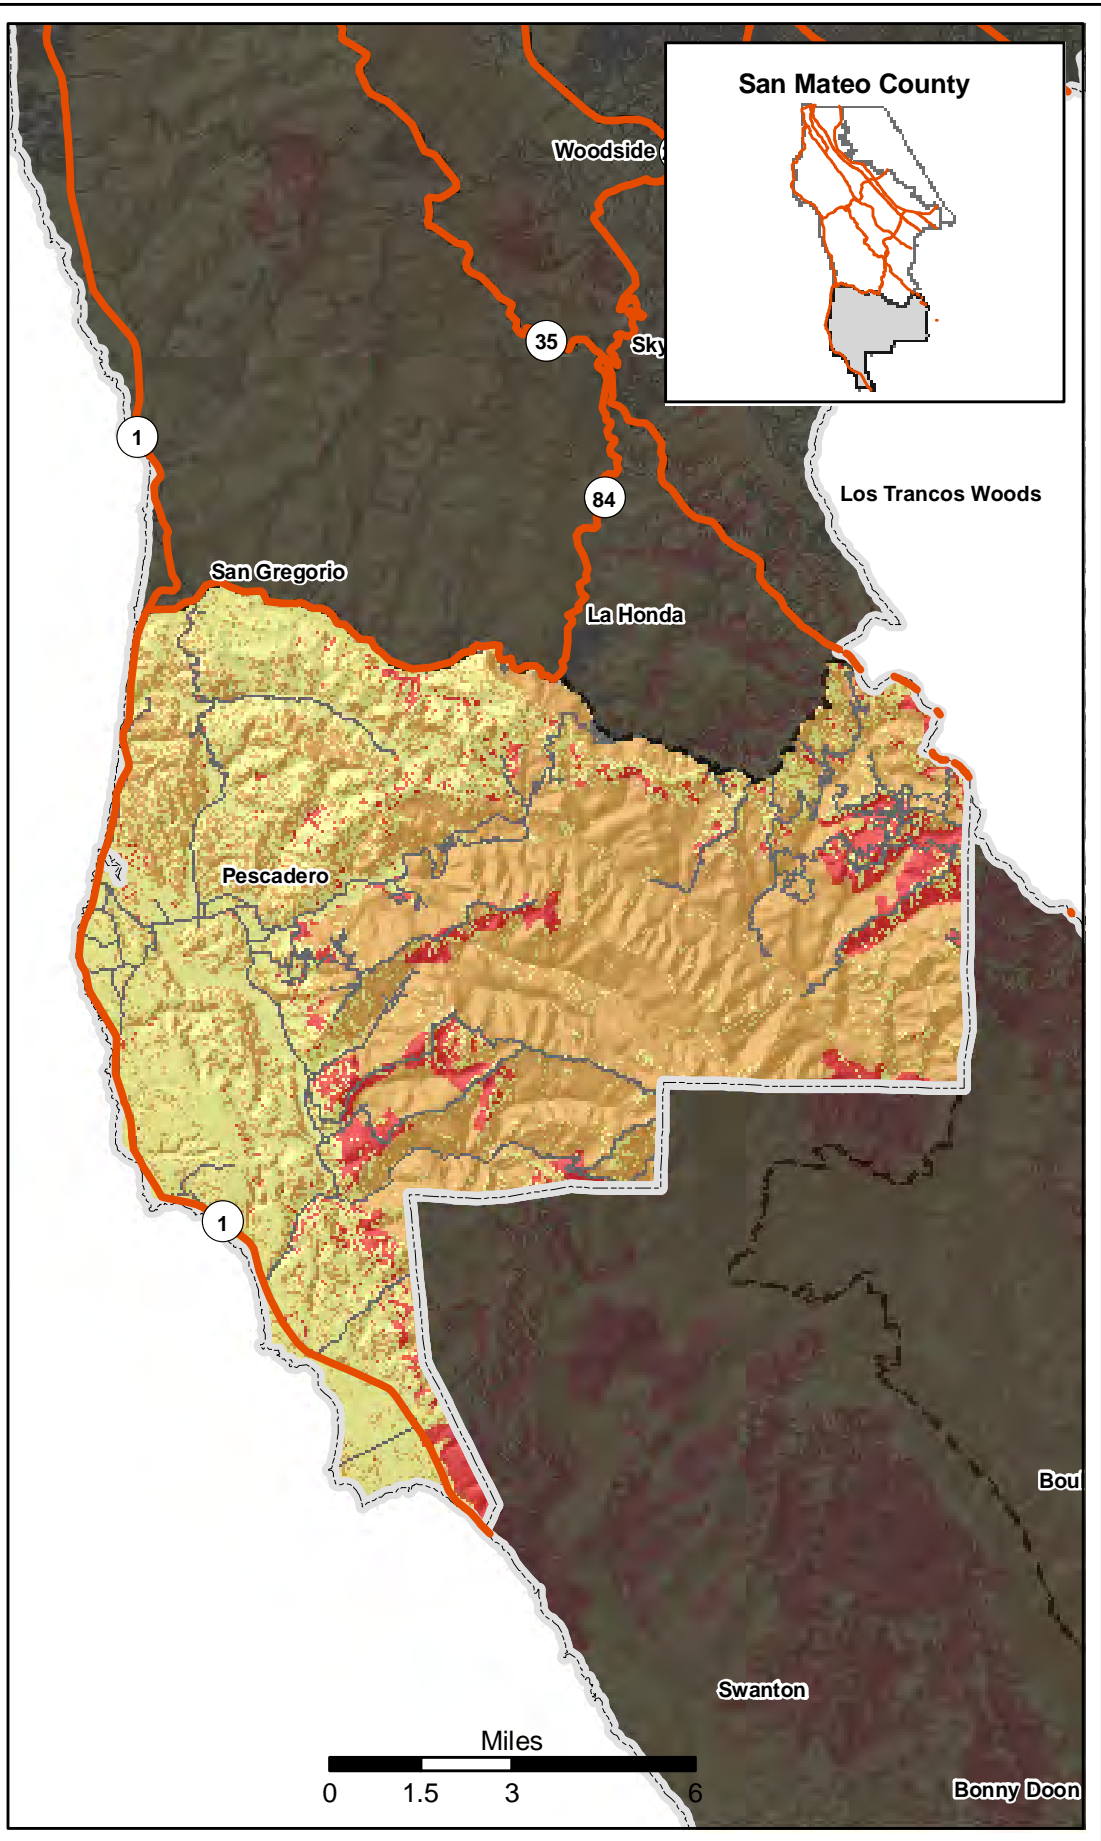 San Mateo County
Woodside
35
Sky
1
84
Los Trancos Woods
San Gregorio
La Honda
Pescadero
1
Boul
Swanton
Miles
0 1.5 3 6
Bonny Doon